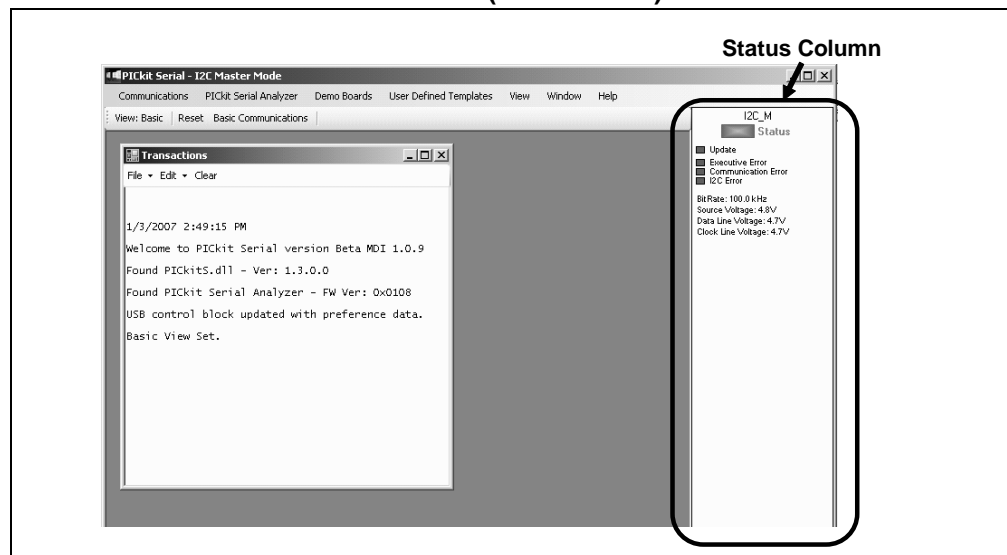 Status Column
PICkit Serial - I2C Master Mode
Communications PICkit Serial Analyzer Demo Boards User Defined Templates View Window Help
View: Basic Reset Basic Communications
I2C_M
Status
Update
Executive Error
Communication Error
I2C Error
Bit Rate: 100.0 kHz
Source Voltage: 4.8V
Data Line Voltage: 4.7V
Clock Line Voltage: 4.7V
Transactions
File Edit Clear
1/3/2007 2:49:15 PM
Welcome to PICkit Serial version Beta MDI 1.0.9
Found PICkitS.dll - Ver: 1.3.0.0
Found PICkit Serial Analyzer - FW Ver: 0x0108
USB control block updated with preference data.
Basic View Set.